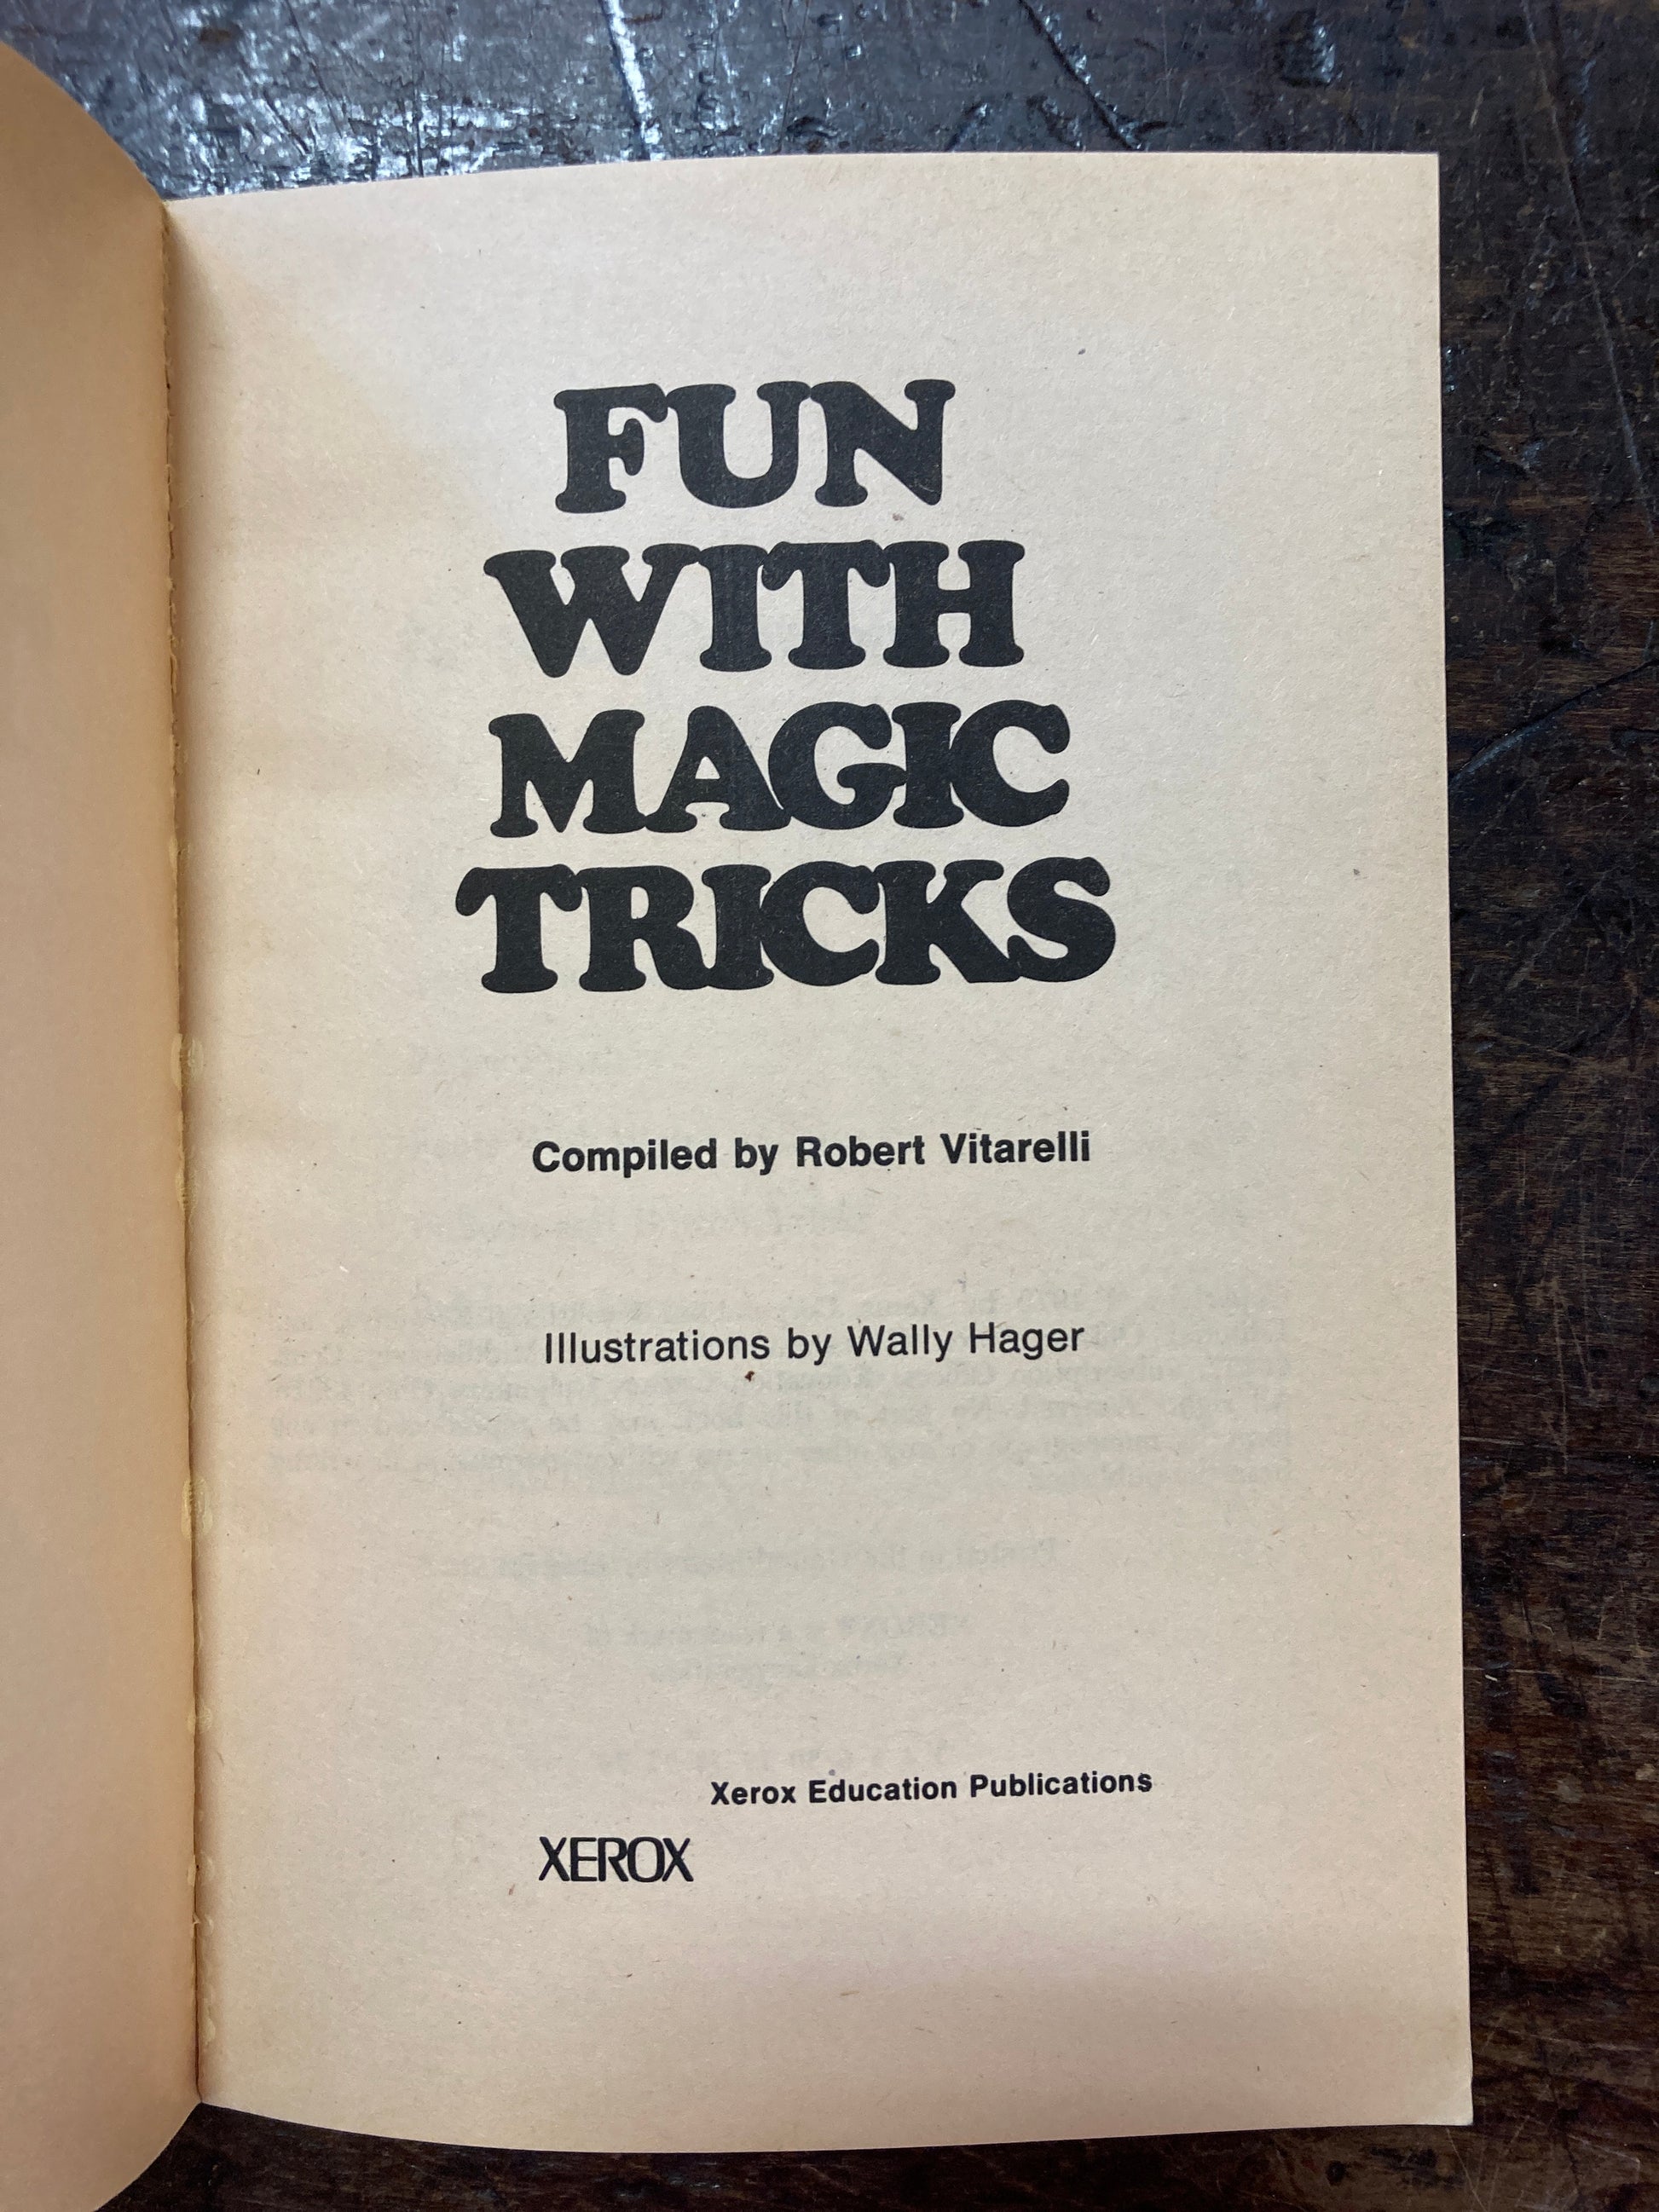 FUN
WITH
MAGIC
TRICKS
Compiled by Robert Vitarelli
Illustrations by Wally Hager
Xerox Education Publications
XEROX